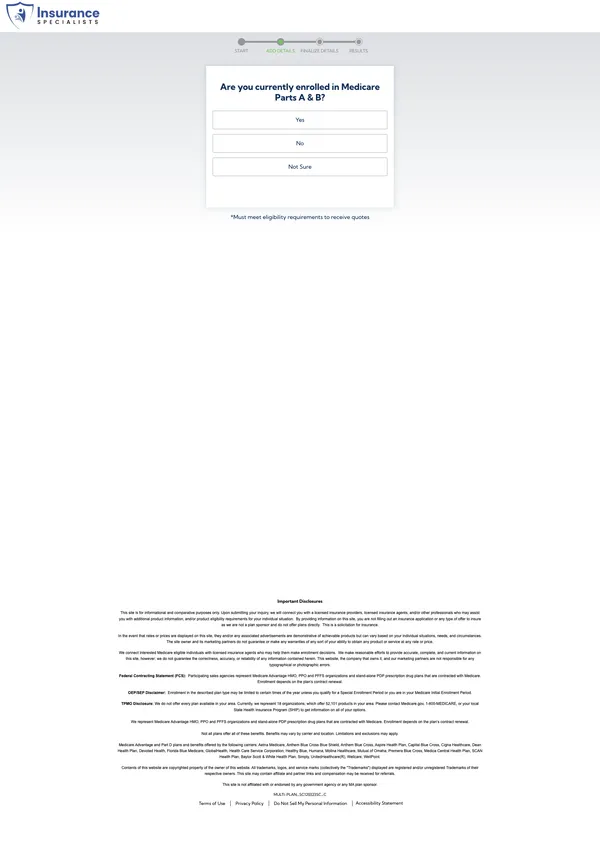 Insurance
SPECIALISTS
START ADD DETAILS FINALIZE DETAILS RESULTS
Are you currently enrolled in Medicare
Parts A & B?
Yes
No
Not Sure
*Must meet eligibility requirements to receive quotes
Important Disclosures
This site is for informational and comparative purposes only. Upon submitting your inquiry, we will connect you with a licensed insurance providers, licensed insurance agents, and/or other professionals who may assist
you with additional product information, and/or product eligibility requirements for your individual situation. By providing information on this site, you are not filling out an insurance application or any type of offer to insure
as we are not a plan sponsor and do not offer plans directly. This is a solicitation for insurance.
In the event that rates or prices are displayed on this site, they and/or any associated advertisements are demonstrative of achievable products but can vary based on your individual situations, needs, and circumstances.
The site owner and its marketing partners do not guarantee or make any warranties of any sort of your ability to obtain any product or service at any rate or price.
We connect interested Medicare eligible individuals with licensed insurance agents who may help them make enrollment decisions. We make reasonable efforts to provide accurate, complete, and current information on
this site, however, we do not guarantee the correctness, accuracy, or reliability of any information contained herein. This website, the company that owns it, and our marketing partners are not responsible for any
typographical or photographic errors.
Federal Contracting Statement (FCS): Participating sales agencies represent Medicare Advantage HMO, PPO and PFFS organizations and stand-alone PDP prescription drug plans that are contracted with Medicare.
Enrollment depends on the plan's contract renewal.
OEP/SEP Disclaimer: Enrollment in the described plan type may be limited to certain times of the year unless you qualify for a Special Enrollment Period or you are in your Medicare Initial Enrollment Period.
TPMO Disclosure: We do not offer every plan available in your area. Currently, we represent 18 organizations, which offer 52,101 products in your area. Please contact Medicare.gov, 1-800-MEDICARE, or your local
State Health Insurance Program (SHIP) to get information on all of your options.
We represent Medicare Advantage HMO, PPO and PFFS organizations and stand-alone PDP prescription drug plans that are contracted with Medicare. Enrollment depends on the plan's contract renewal.
Not all plans offer all of these benefits. Benefits may vary by carrier and location. Limitations and exclusions may apply.
Medicare Advantage and Part D plans and benefits offered by the following carriers: Aetna Medicare, Anthem Blue Cross Blue Shield, Anthem Blue Cross, Aspire Health Plan, Capital Blue Cross, Cigna Healthcare, Dean
Health Plan, Devoted Health, Florida Blue Medicare, GlobalHealth, Health Care Service Corporation, Healthy Blue, Humana, Molina Healthcare, Mutual of Omaha, Premera Blue Cross, Medica Central Health Plan, SCAN
Health Plan, Baylor Scott & White Health Plan, Simply, UnitedHealthcare(R), Wellcare, WellPoint
Contents of this website are copyrighted property of the owner of this website. All trademarks, logos, and service marks (collectively the "Trademarks") displayed are registered and/or unregistered Trademarks of their
respective owners. This site may contain affiliate and partner links and compensation may be received for referrals.
This site is not affiliated with or endorsed by any government agency or any MA plan sponsor.
Terms of Use | Privacy Policy | Do Not Sell My Personal Information | Accessibility Statement